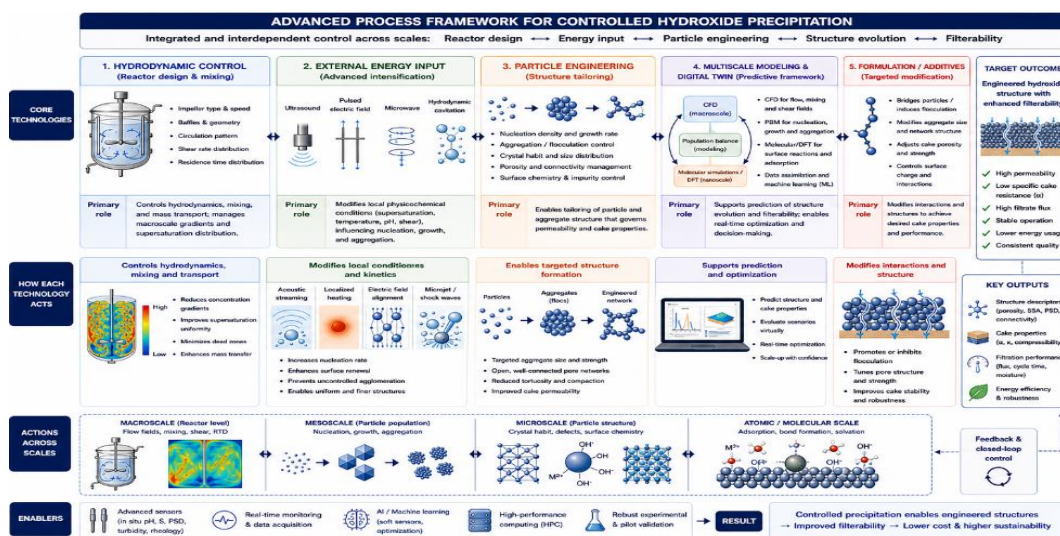 ADVANCED PROCESS FRAMEWORK FOR CONTROLLED HYDROXIDE PRECIPITATION
Integrated and interdependent control across scales: Reactor design ⟷ Energy input ⟷ Particle engineering ⟷ Structure evolution ⟷ Filterability
CORE
TECHNOLOGIES
1. HYDRODYNAMIC CONTROL
(Reactor design & mixing)
• Impeller type & speed
• Baffles & geometry
• Circulation pattern
• Shear rate distribution
• Residence time distribution
Primary
role
Controls hydrodynamics, mixing,
and mass transport; manages
macroscale gradients and
supersaturation distribution.
2. EXTERNAL ENERGY INPUT
(Advanced intensification)
Ultrasound
Pulsed
electric field
Microwave
Hydrodynamic
cavitation
Primary
role
Modifies local physicochemical
conditions (supersaturation,
temperature, pH, shear),
influencing nucleation, growth,
and aggregation.
3. PARTICLE ENGINEERING
(Structure tailoring)
• Nucleation density and growth rate
• Aggregation / flocculation control
• Crystal habit and size distribution
• Porosity and connectivity management
• Surface chemistry & impurity control
Primary
role
Enables tailoring of particle and
aggregate structure that governs
permeability and cake properties.
4. MULTISCALE MODELING &
DIGITAL TWIN (Predictive framework)
CFD
(macroscale)
Population balance
(modeling)
Molecular simulations /
DFT (nanoscale)
• CFD for flow, mixing
and shear fields
• PBM for nucleation,
growth and aggregation
• Molecular/DFT for
surface reactions and
adsorption
• Data assimilation and
machine learning (ML)
Primary
role
Supports prediction of structure
evolution and filterability; enables
real-time optimization and
decision-making.
5. FORMULATION / ADDITIVES
(Targeted modification)
• Bridges particles /
induces flocculation
• Modifies aggregate size
and network structure
• Adjusts cake porosity
and strength
• Controls surface
charge and
interactions
Primary
role
Modifies interactions and
structures to achieve
desired cake properties
and performance.
TARGET OUTCOME
Engineered hydroxide
structure with
enhanced filterability
✓ High permeability
✓ Low specific cake
resistance (α)
✓ High filtrate flux
✓ Stable operation
✓ Lower energy usage
✓ Consistent quality
HOW EACH
TECHNOLOGY
ACTS
Controls hydrodynamics,
mixing and transport
High
Low
• Reduces concentration
gradients
• Improves supersaturation
uniformity
• Minimizes dead zones
• Enhances mass transfer
Modifies local conditiomres
and kinetics
Acoustic
streaming
Localized
heating
Electric field
alignment
Microjet /
shock waves
• Increases nucleation rate
• Enhances surface renewal
• Prevents uncontrolled agglomeration
• Enables uniform and finer structures
Enables targeted structure
formation
Particles
Aggregates
(flocs)
Engineered
network
• Targeted aggregate size and strength
• Open, well-connected pore networks
• Reduced tortuosity and compaction
• Improved cake permeability
Supports prediction
and optimization
• Predict structure and
cake properties
• Evaluate scenarios
virtually
• Real-time optimization
• Scale-up with confidence
Modifies interactions and
structure
• Promotes or inhibits
flocculation
• Tunes pore structure
and strength
• Improves cake stability
and robustness
KEY OUTPUTS
Structure descriptors
(porosity, SSA, PSD,
connectivity)
Cake properties
(α, κ, compressibility)
Filtration performance
(flux, cycle time,
moisture)
Energy efficiency
& robustness
ACTIONS
ACROSS
SCALES
MACROSCALE (Reactor level)
Flow fields, mixing, shear, RTD
MESOSCALE (Particle population)
Nucleation, growth, aggregation
MICROSCALE (Particle structure)
Crystal habit, defects, surface chemistry
OH⁻
OH
OH⁻
M²⁺
OH⁻
ATOMIC / MOLECULAR SCALE
Adsorption, bond formation, solvation
M²⁺
OH⁻
OH⁻
Feedback &
closed-loop
control
ENABLERS
Advanced sensors
(in situ pH, S, PSD,
turbidity, rheology)
Real-time monitoring
& data acquisition
AI / Machine learning
(soft sensors,
optimization)
High-performance
computing (HPC)
Robust experimental
& pilot validation
RESULT
Controlled precipitation enables engineered structures
→ Improved filterability → Lower cost & higher sustainability